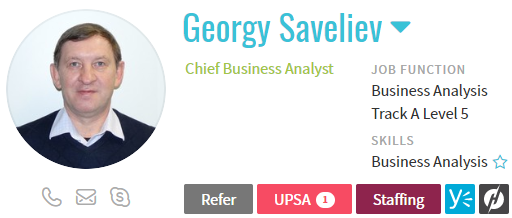 Georgy Saveliev
Chief Business Analyst
JOB FUNCTION
Business Analysis
Track A Level 5
SKILLS
Business Analysis
Refer
UPSA 1
Staffing